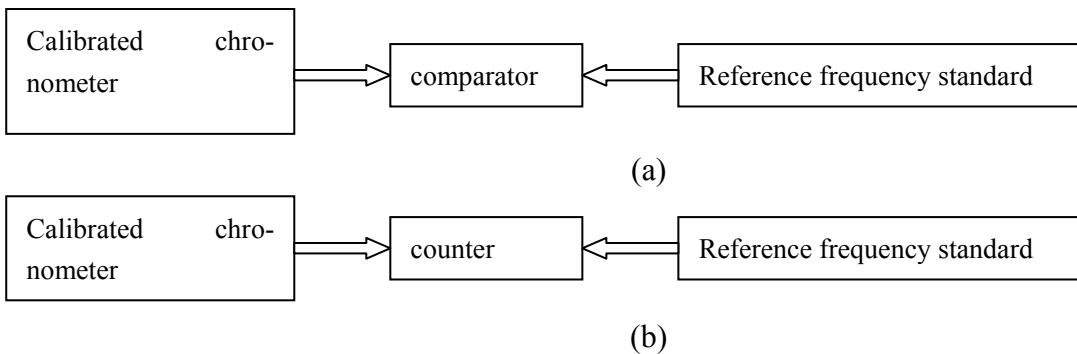 Calibrated chro-
nometer
comparator
Reference frequency standard
(a)
Calibrated chro-
nometer
counter
Reference frequency standard
(b)